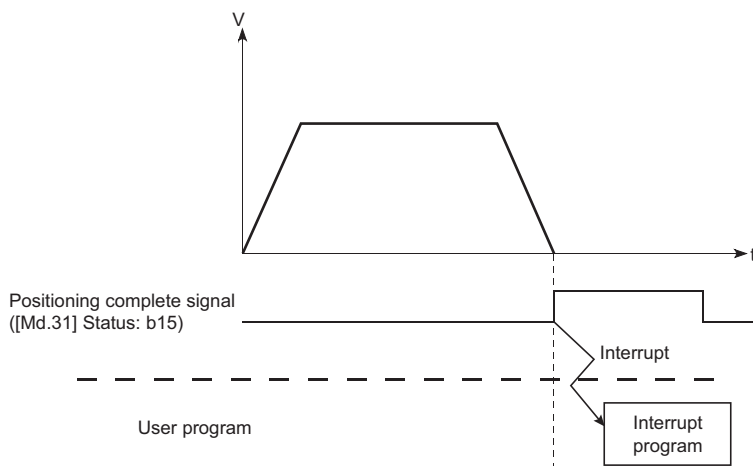 V
t
Positioning complete signal
([Md.31] Status: b15)
Interrupt
User program
Interrupt
program